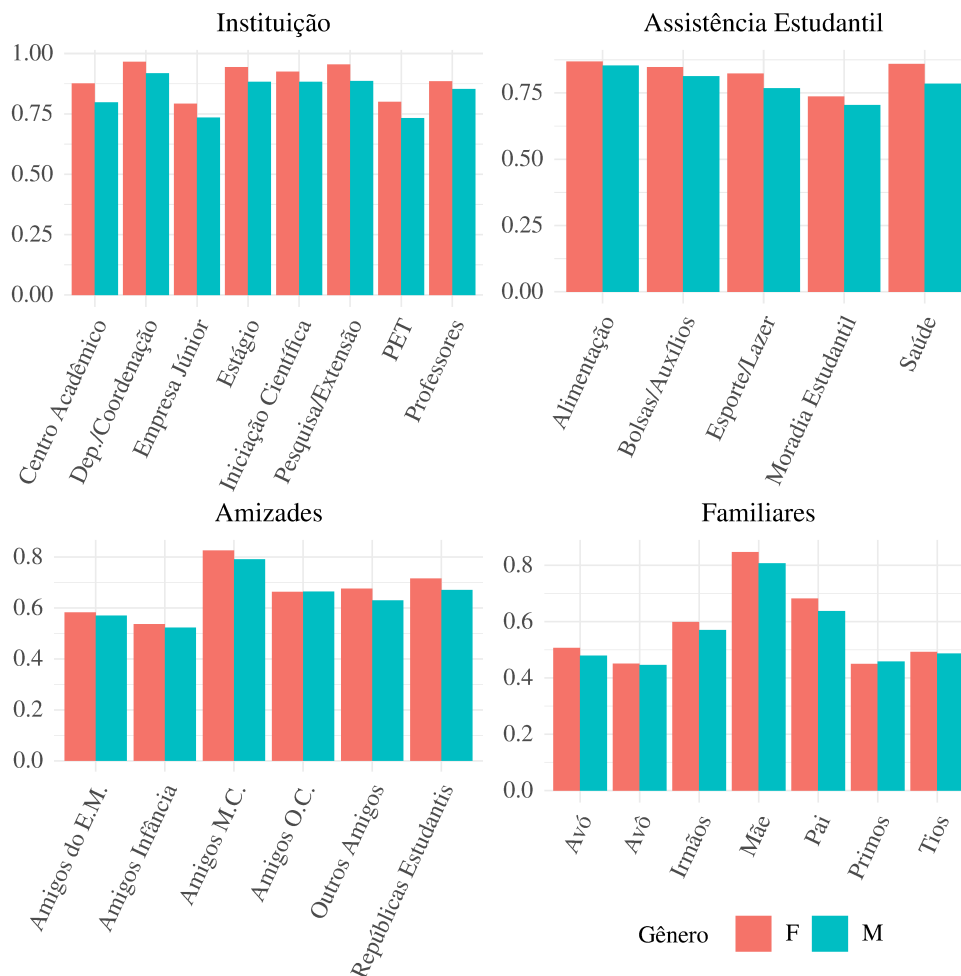 Instituição
1.00
0.75
0.50
0.25
0.00
Centro Acadêmico
Dep./Coordenação
Empresa Júnior
Estágio
Iniciação Científica
Pesquisa/Extensão
PET
Professores
Assistência Estudantil
0.75
0.50
0.25
0.00
Alimentação
Bolsas/Auxílios
Esporte/Lazer
Moradia Estudantil
Saúde
Amizades
0.8
0.6
0.4
0.2
0.0
Amigos do E.M.
Amigos Infância
Amigos M.C.
Amigos O.C.
Outros Amigos
Repúblicas Estudantis
Familiares
0.8
0.6
0.4
0.2
0.0
Avó
Avô
Irmãos
Mãe
Pai
Primos
Tios
Gênero F M